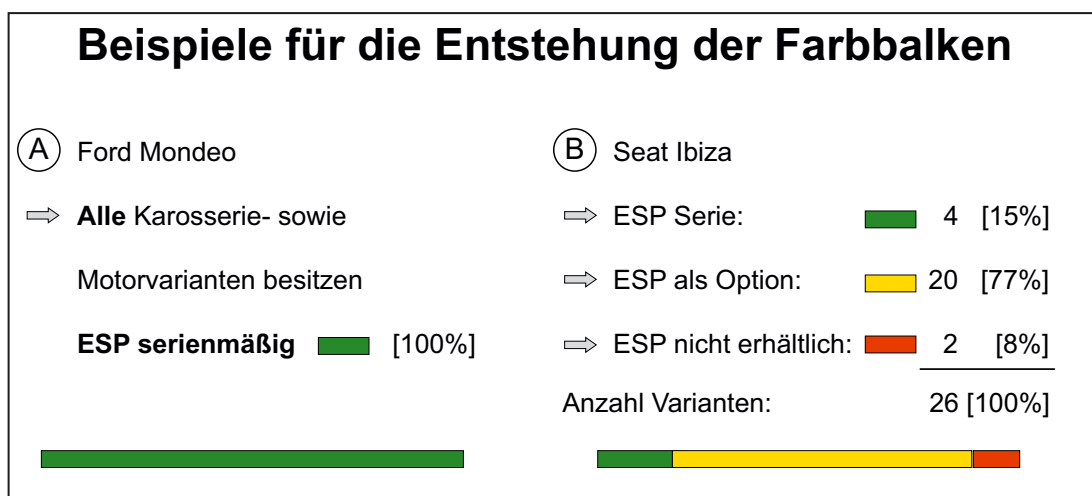 Beispiele für die Entstehung der Farbbalken
A Ford Mondeo
Alle Karosserie- sowie
Motorvarianten besitzen
ESP serienmäßig [100%]
B Seat Ibiza
ESP Serie: 4 [15%]
ESP als Option: 20 [77%]
ESP nicht erhältlich: 2 [8%]
Anzahl Varianten: 26 [100%]